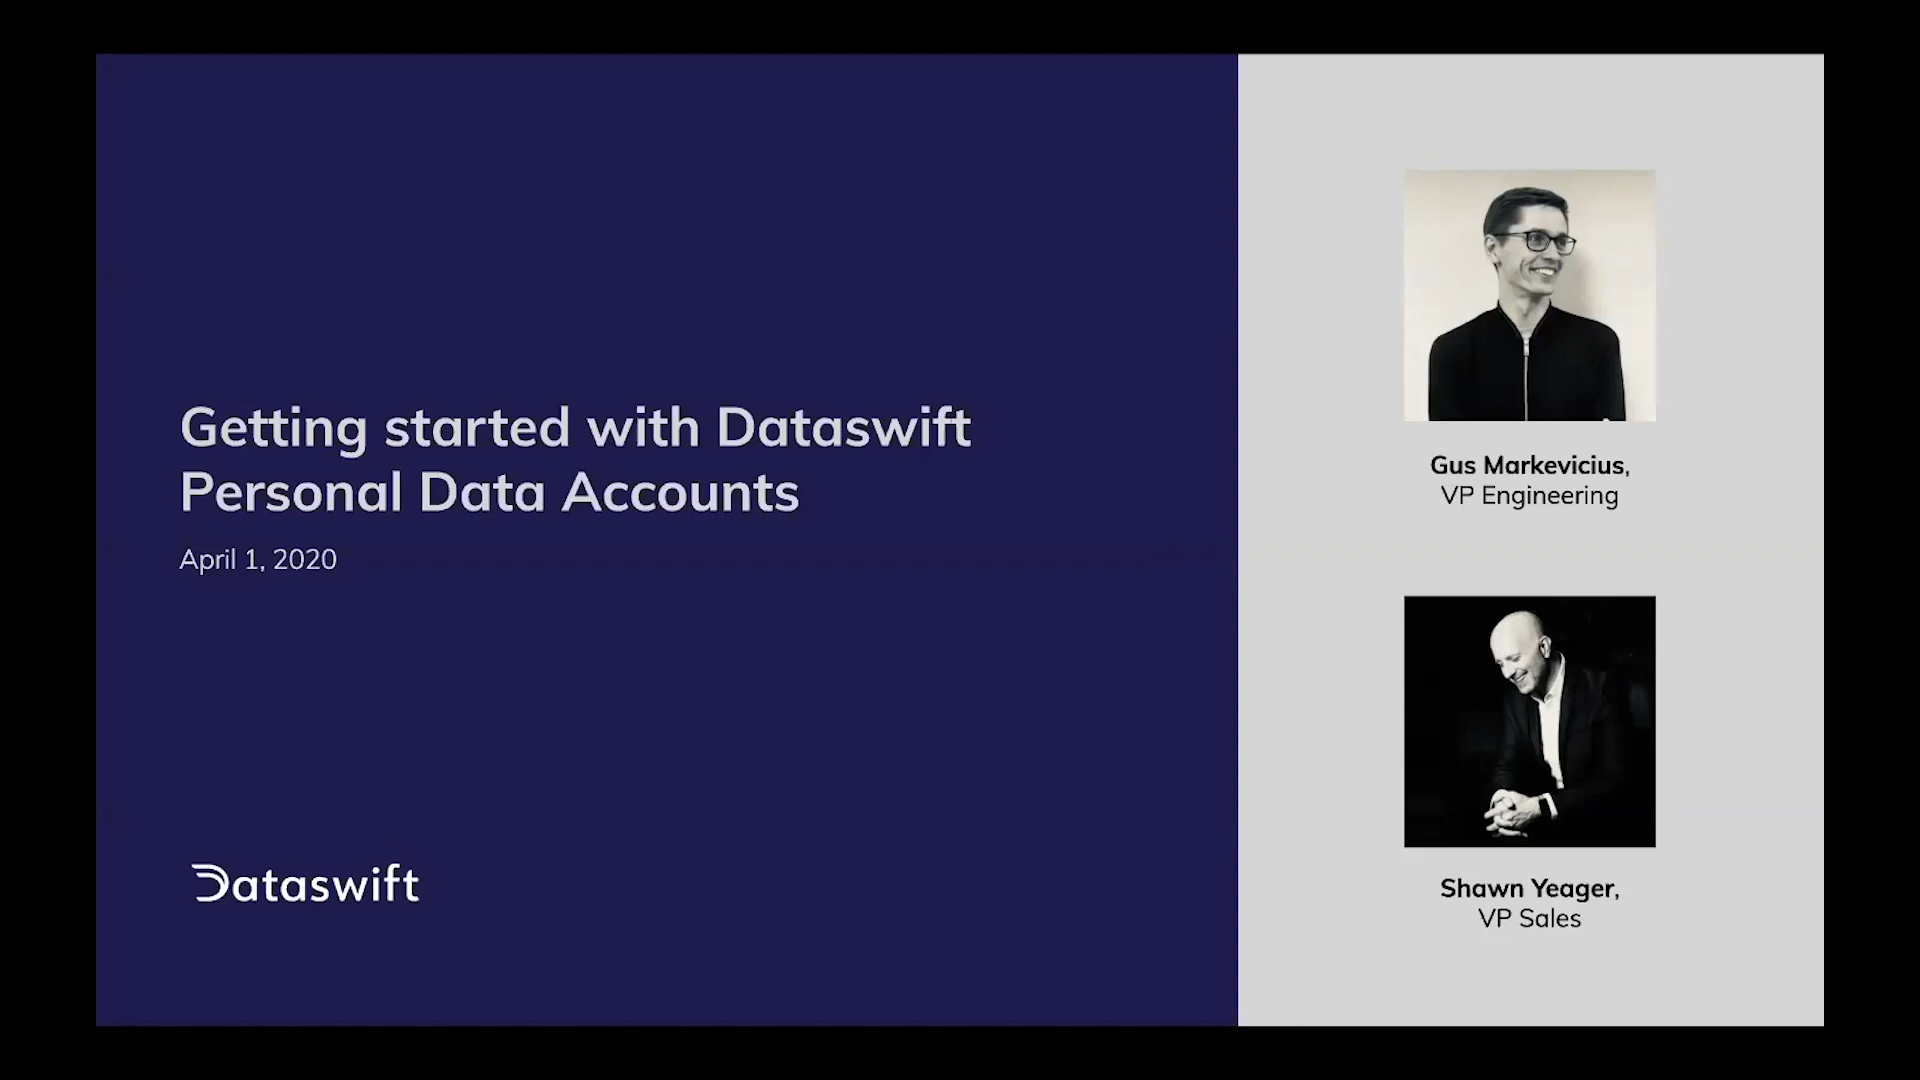 Getting started with Dataswift
Personal Data Accounts
April 1, 2020
Dataswift
Gus Markevicius,
VP Engineering
Shawn Yeager,
VP Sales